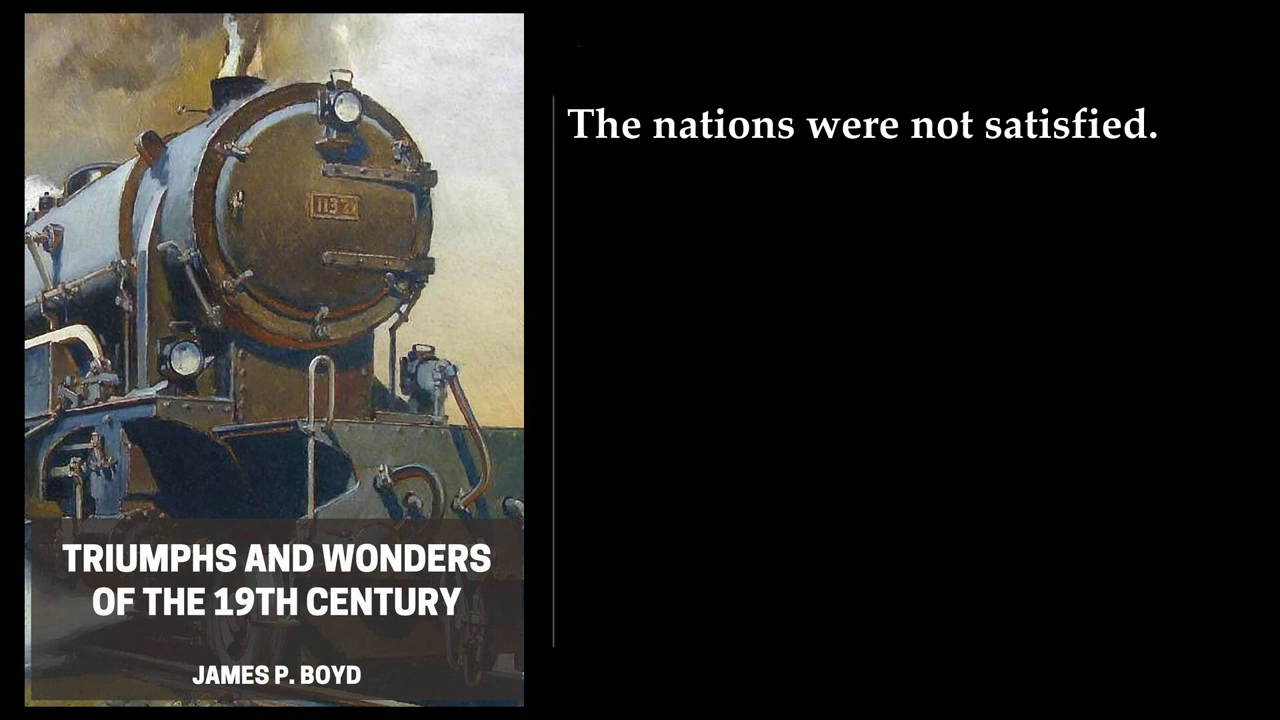 The nations were not satisfied.
TRIUMPHS AND WONDERS
OF THE 19TH CENTURY
JAMES P. BOYD